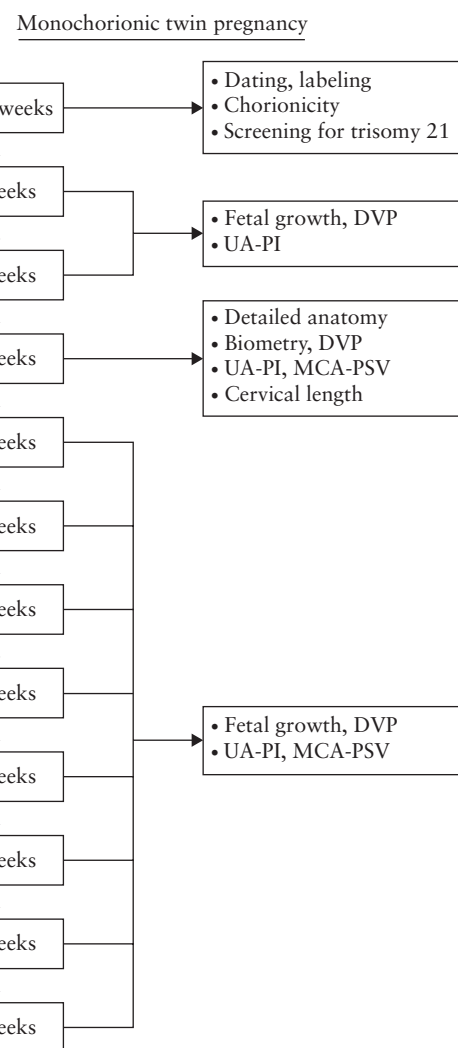 Monochorionic twin pregnancy
weeks
• Dating, labeling
• Chorionicity
• Screening for trisomy 21
eeks
eeks
• Fetal growth, DVP
• UA-PI
eeks
• Detailed anatomy
• Biometry, DVP
• UA-PI, MCA-PSV
• Cervical length
eeks
eeks
eeks
eeks
eeks
eeks
eeks
eeks
• Fetal growth, DVP
• UA-PI, MCA-PSV